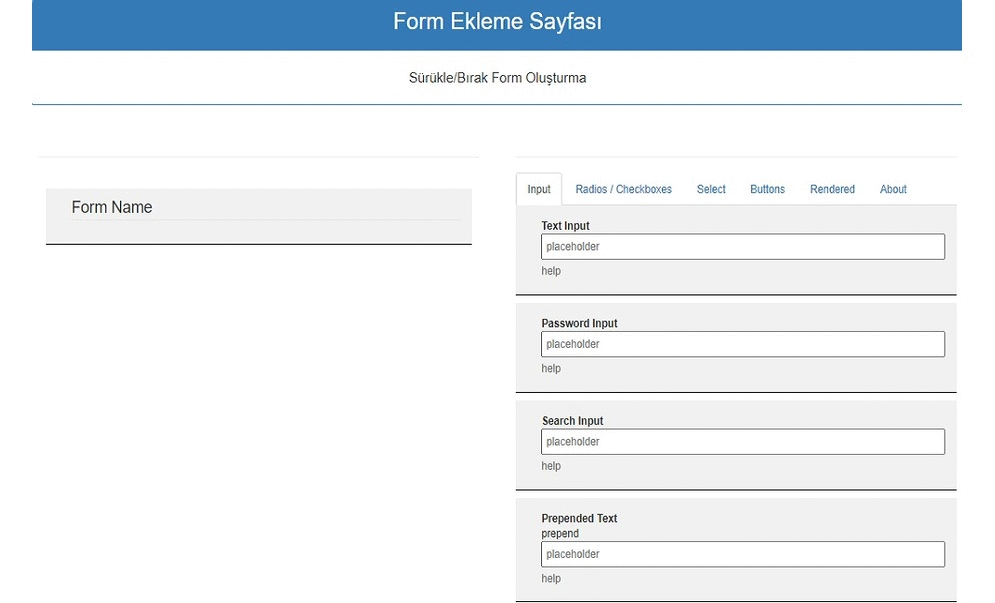 Form Ekleme Sayfası
Sürükle/Bırak Form Oluşturma
Form Name
Input Radios / Checkboxes Select Buttons Rendered About
Text Input
placeholder
help
Password Input
placeholder
help
Search Input
placeholder
help
Prepended Text
prepend
placeholder
help